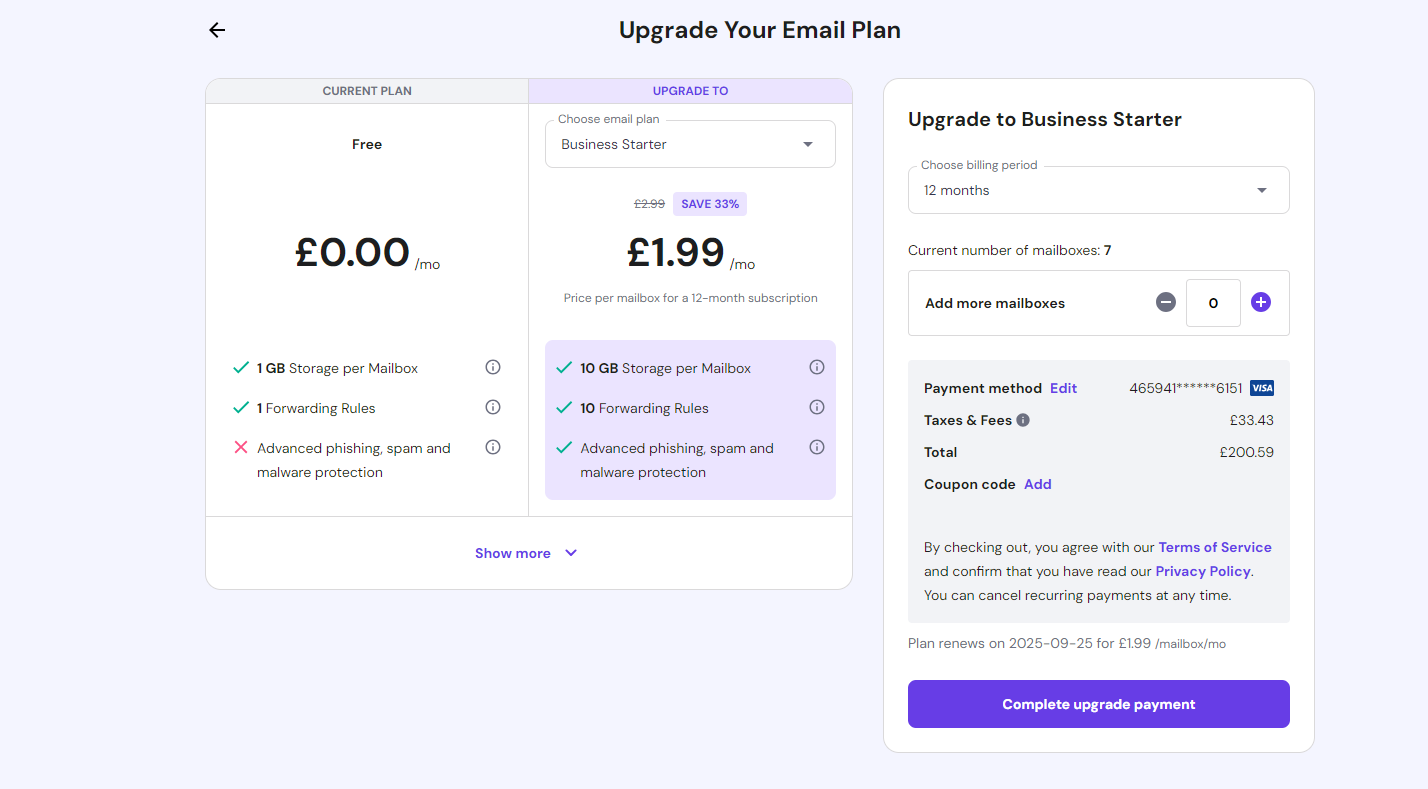 Upgrade Your Email Plan
CURRENT PLAN
Free
£0.00 /mo
1 GB Storage per Mailbox
1 Forwarding Rules
Advanced phishing, spam and
malware protection
UPGRADE TO
Choose email plan
Business Starter
£2.99 SAVE 33%
£1.99 /mo
Price per mailbox for a 12-month subscription
10 GB Storage per Mailbox
10 Forwarding Rules
Advanced phishing, spam and
malware protection
Show more
Upgrade to Business Starter
Choose billing period
12 months
Current number of mailboxes: 7
Add more mailboxes 0
Payment method Edit 465941******6151 VISA
Taxes & Fees £33.43
Total £200.59
Coupon code Add
By checking out, you agree with our Terms of Service
and confirm that you have read our Privacy Policy.
You can cancel recurring payments at any time.
Plan renews on 2025-09-25 for £1.99 /mailbox/mo
Complete upgrade payment